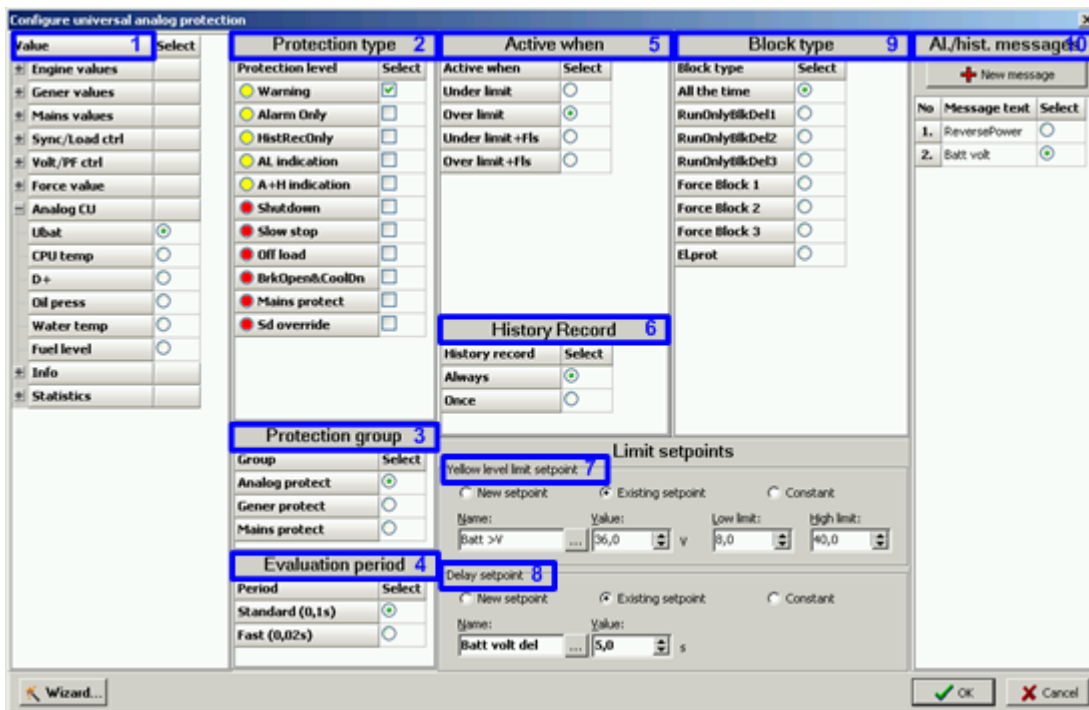 Configure universal analog protection
Value 1 Select
Engine values
Gener values
Mains values
Sync/Load ctrl
Volt/PF ctrl
Force value
Analog CU
Ubat
CPU temp
D+
Oil press
Water temp
Fuel level
Info
Statistics
Protection type 2
Protection level Select
Warning
Alarm Only
HistRecOnly
AL indication
A+H indication
Shutdown
Slow stop
Off load
BrkOpen&CoolDn
Mains protect
Sd override
Protection group 3
Group Select
Analog protect
Gener protect
Mains protect
Evaluation period 4
Period Select
Standard (0,1s)
Fast (0,02s)
Active when 5
Active when Select
Under limit
Over limit
Under limit+Fls
Over limit+Fls
History Record 6
History record Select
Always
Once
Block type 9
Block type Select
All the time
RunOnlyBlkDel1
RunOnlyBlkDel2
RunOnlyBlkDel3
Force Block 1
Force Block 2
Force Block 3
El.prot
Al./hist. messages 10
New message
No Message text Select
1. ReversePower
2. Batt volt
Limit setpoints
Yellow level limit setpoint 7
New setpoint Existing setpoint Constant
Name: Value: Low limit: High limit:
Batt >V ... 36,0 V 8,0 40,0
Delay setpoint 8
New setpoint Existing setpoint Constant
Name: Value:
Batt volt del ... 5,0 s
Wizard... OK Cancel